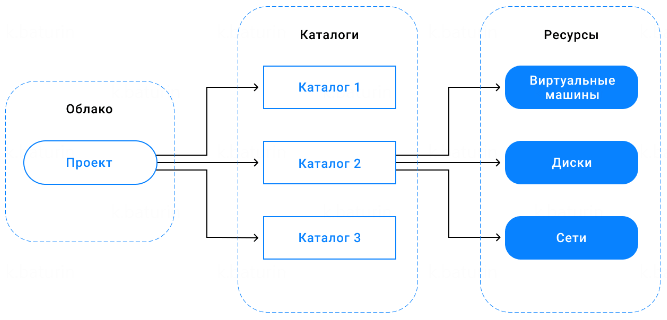 Облако
Проект
Каталоги
Каталог 1
Каталог 2
Каталог 3
Ресурсы
Виртуальные
машины
Диски
Сети